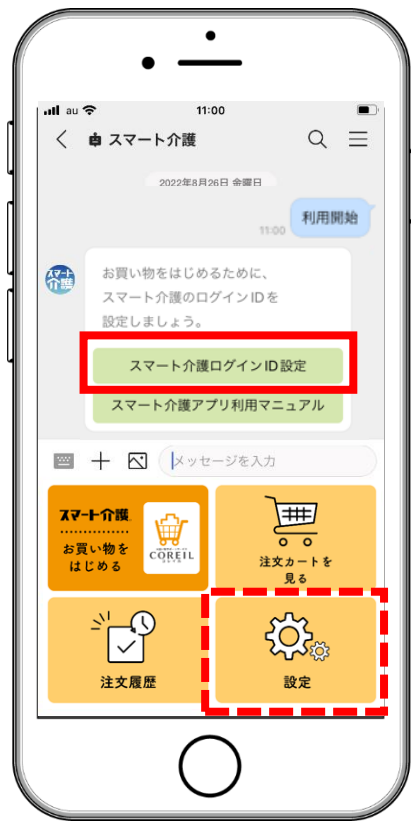 au
11:00
スマート介護
2022年8月26日 金曜日
利用開始
11:00
スマート介護
お買い物をはじめるために、
スマート介護のログインIDを
設定しましょう。
スマート介護ログインID設定
スマート介護アプリ利用マニュアル
メッセージを入力
スマート介護
お買い物を
はじめる
COREIL
注文カートを
見る
注文履歴
設定